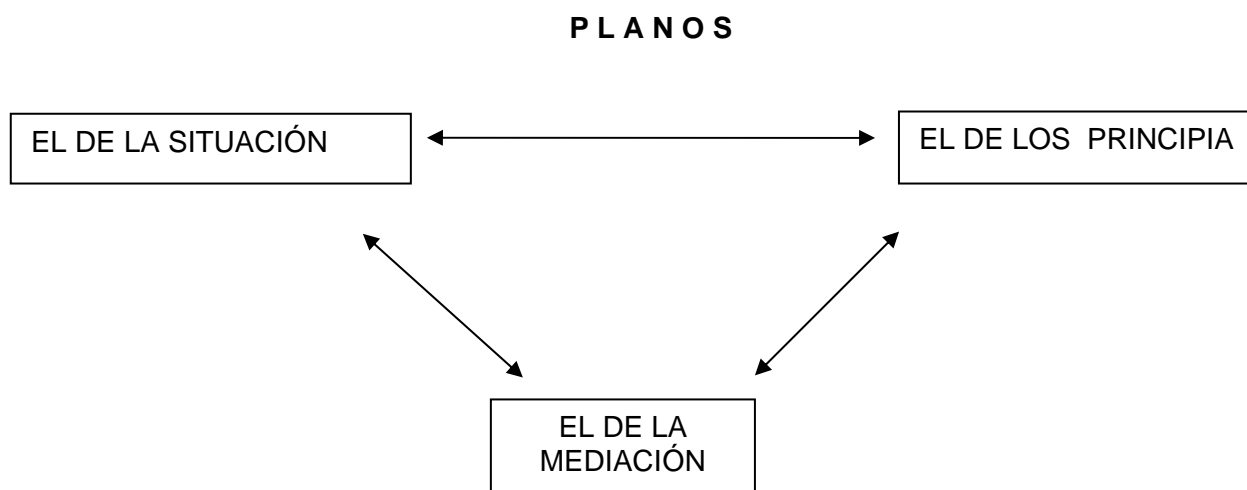 P L A N O S
EL DE LA SITUACIÓN
EL DE LOS PRINCIPIA
EL DE LA
MEDIACIÓN